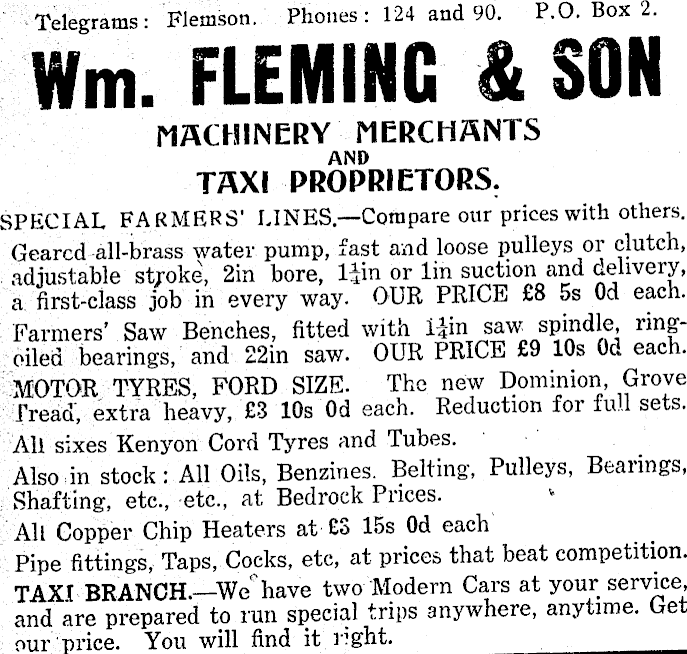 Telegrams: Flemson. Phones: 124 and 90. P.O. Box 2.
Wm. FLEMING & SON
MACHINERY MERCHANTS
AND
TAXI PROPRIETORS.
SPECIAL FARMERS' LINES.—Compare our prices with others.
Geared all-brass water pump, fast and loose pulleys or clutch,
adjustable stroke, 2in bore, 1¼in or 1in suction and delivery,
a first-class job in every way. OUR PRICE £8 5s 0d each.
Farmers' Saw Benches, fitted with 1¼in saw spindle, ring-
oiled bearings, and 22in saw. OUR PRICE £9 10s 0d each.
MOTOR TYRES, FORD SIZE. The new Dominion, Grove
Tread, extra heavy, £3 10s 0d each. Reduction for full sets.
All sixes Kenyon Cord Tyres and Tubes.
Also in stock: All Oils, Benzines. Belting, Pulleys, Bearings,
Shafting, etc., etc., at Bedrock Prices.
All Copper Chip Heaters at £3 15s 0d each
Pipe fittings, Taps, Cocks, etc, at prices that beat competition.
TAXI BRANCH.—We have two Modern Cars at your service,
and are prepared to run special trips anywhere, anytime. Get
our price. You will find it right.